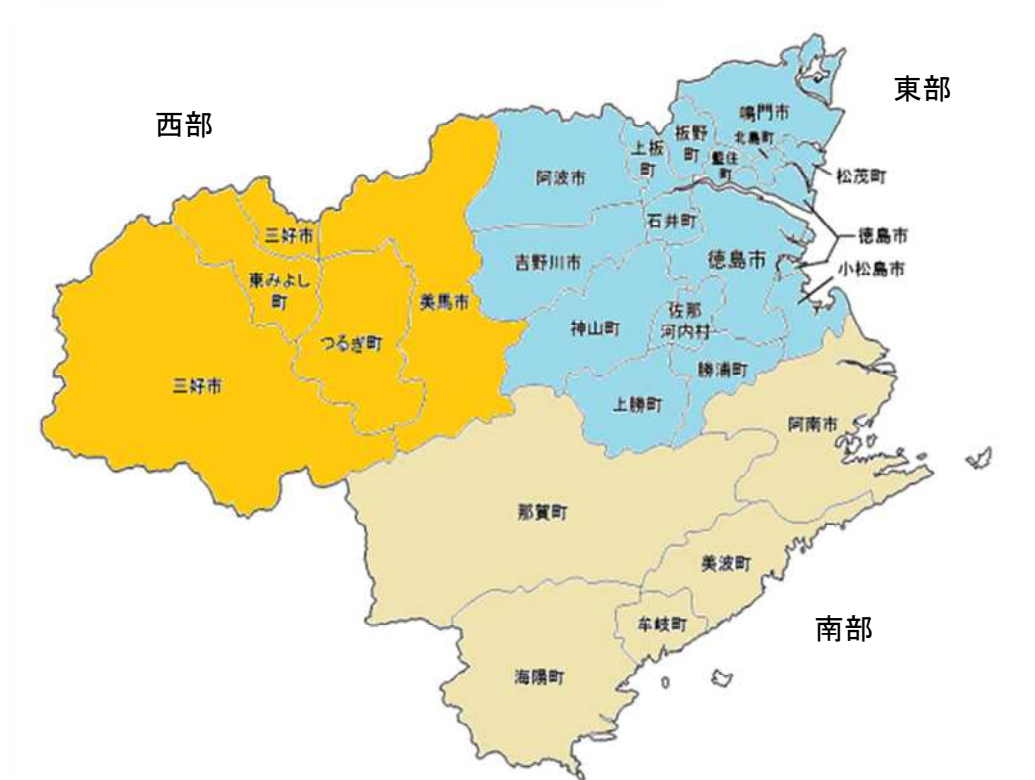 東部
西部
鳴門市
北島町
板野
町
上板
町
藍住
町
松茂町
阿波市
石井町
徳島市
三好市
吉野川市
徳島市
小松島市
東みよし
町
美馬市
佐那
河内村
神山町
つるぎ町
勝浦町
三好市
上勝町
阿南市
那賀町
美波町
牟岐町
南部
海陽町